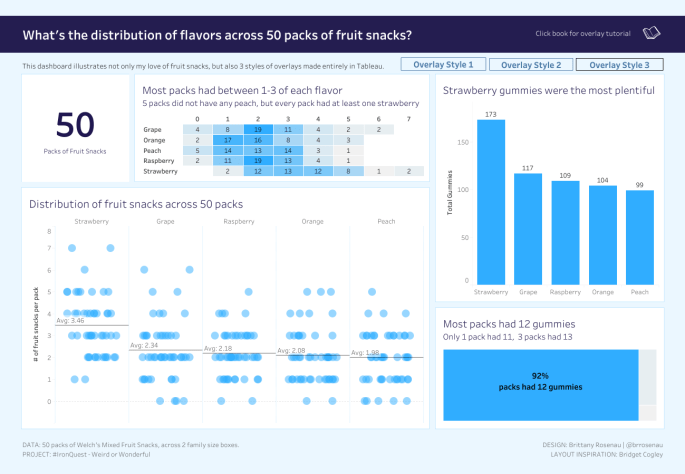 What's the distribution of flavors across 50 packs of fruit snacks?
Click book for overlay tutorial
This dashboard illustrates not only my love of fruit snacks, but also 3 styles of overlays made entirely in Tableau.
Overlay Style 1
Overlay Style 2
Overlay Style 3
50
Packs of Fruit Snacks
Most packs had between 1-3 of each flavor
5 packs did not have any peach, but every pack had at least one strawberry
0 1 2 3 4 5 6 7
Grape 4 8 19 11 4 2 2
Orange 2 17 16 8 4 3
Peach 5 14 13 14 3 1
Raspberry 2 11 19 13 4 1
Strawberry 2 12 13 12 8 1 2
Strawberry gummies were the most plentiful
Total Gummies
150
100
50
0
173
117
109
104
99
Strawberry Grape Raspberry Orange Peach
Distribution of fruit snacks across 50 packs
Strawberry Grape Raspberry Orange Peach
# of fruit snacks per pack
8
7
6
5
4
3
2
1
0
Avg: 3.46
Avg: 2.34
Avg: 2.18
Avg: 2.08
Avg: 1.98
Most packs had 12 gummies
Only 1 pack had 11, 3 packs had 13
92%
packs had 12 gummies
DATA: 50 packs of Welch's Mixed Fruit Snacks, across 2 family size boxes.
PROJECT: #IronQuest - Weird or Wonderful
DESIGN: Brittany Rosenau | @brrosenau
LAYOUT INSPIRATION: Bridget Cogley